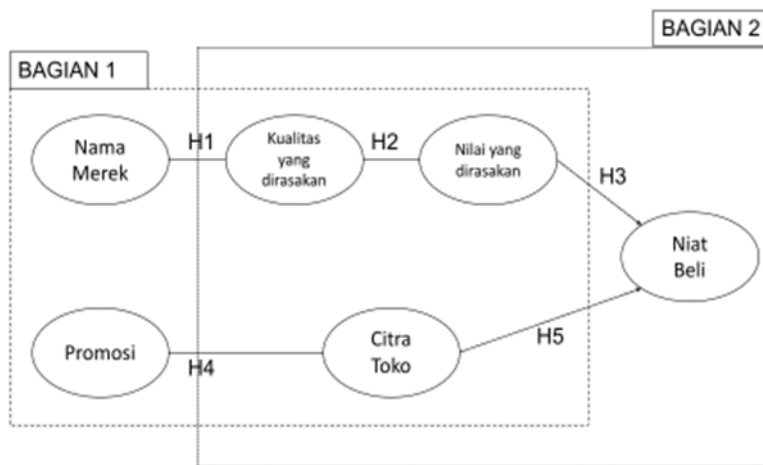 BAGIAN 2
BAGIAN 1
Nama
Merek
H1
Kualitas
yang
dirasakan
H2
Nilai yang
dirasakan
H3
Niat
Beli
Promosi
H4
Citra
Toko
H5